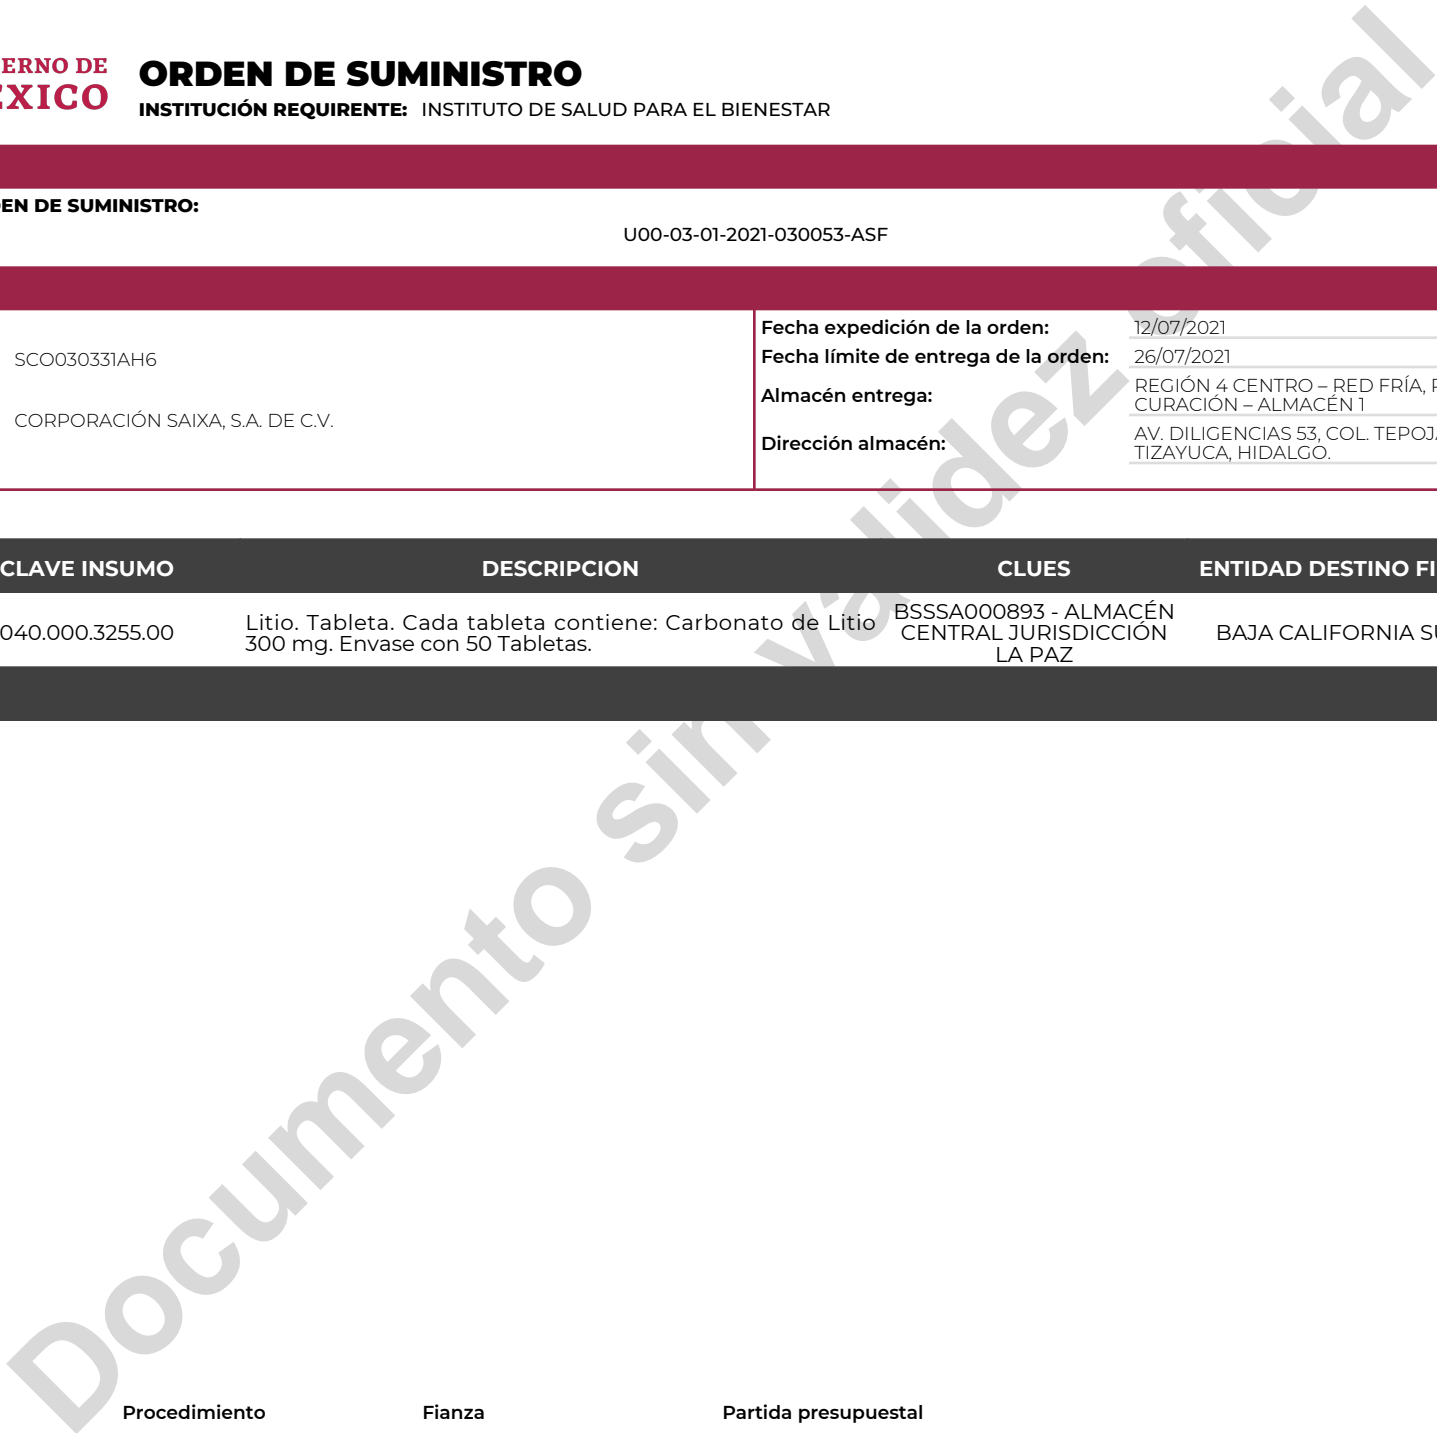 ERNO DE
EXICO
ORDEN DE SUMINISTRO
INSTITUCIÓN REQUIRENTE: INSTITUTO DE SALUD PARA EL BIENESTAR
EN DE SUMINISTRO:
U00-03-01-2021-030053-ASF
SCO030331AH6
CORPORACIÓN SAIXA, S.A. DE C.V.
Fecha expedición de la orden: 12/07/2021
Fecha límite de entrega de la orden: 26/07/2021
Almacén entrega: REGIÓN 4 CENTRO – RED FRÍA,
CURACIÓN – ALMACÉN 1
Dirección almacén: AV. DILIGENCIAS 53, COL. TEPOJ
TIZAYUCA, HIDALGO.
CLAVE INSUMO DESCRIPCION CLUES ENTIDAD DESTINO FI
040.000.3255.00
Litio. Tableta. Cada tableta contiene: Carbonato de Litio
300 mg. Envase con 50 Tabletas.
BSSSA000893 - ALMACÉN
CENTRAL JURISDICCIÓN
LA PAZ
BAJA CALIFORNIA S
Documento sin validez oficial
Procedimiento Fianza Partida presupuestal